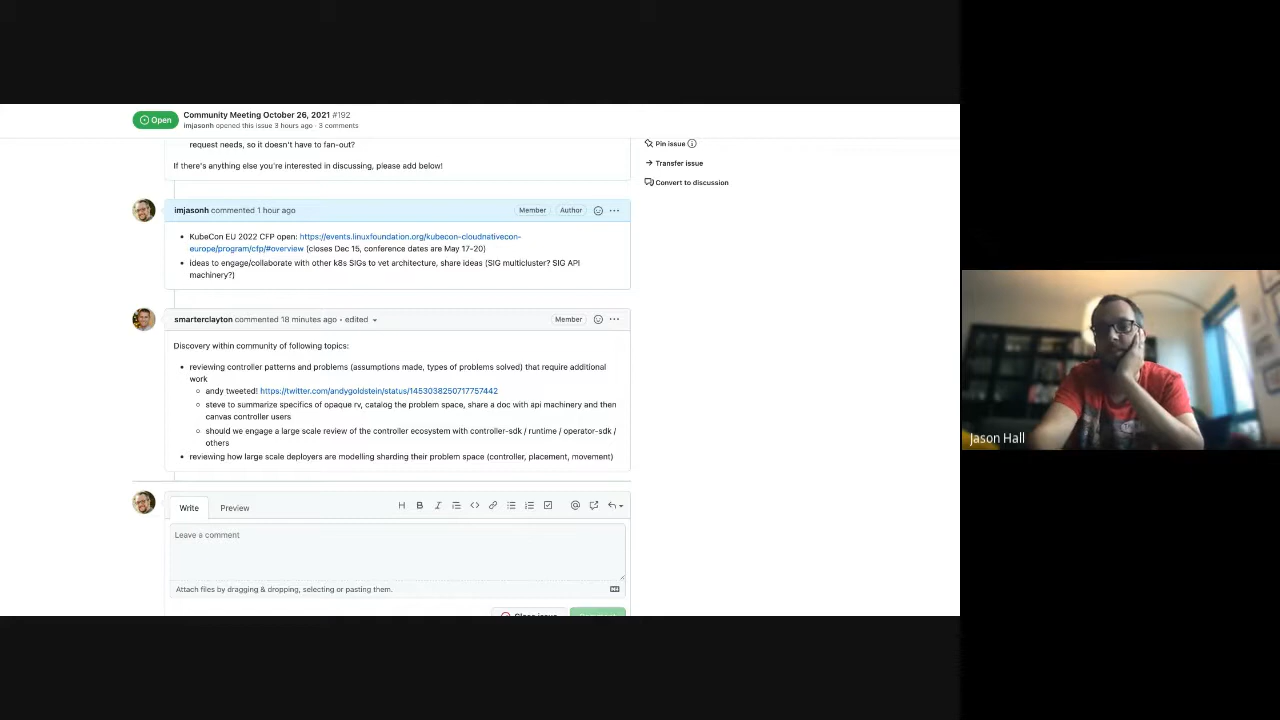 Open
Community Meeting October 26, 2021 #192
imjasonh opened this issue 3 hours ago · 3 comments
request needs, so it doesn't have to fan-out?
If there's anything else you're interested in discussing, please add below!
Pin issue
Transfer issue
Convert to discussion
imjasonh commented 1 hour ago
Member
Author
• KubeCon EU 2022 CFP open: https://events.linuxfoundation.org/kubecon-cloudnativecon-
europe/program/cfp/#overview (closes Dec 15, conference dates are May 17-20)
• ideas to engage/collaborate with other k8s SIGs to vet architecture, share ideas (SIG multicluster? SIG API
machinery?)
smarterclayton commented 18 minutes ago • edited
Member
Discovery within community of following topics:
• reviewing controller patterns and problems (assumptions made, types of problems solved) that require additional
work
◦ andy tweeted! https://twitter.com/andygoldstein/status/1453038250717757442
◦ steve to summarize specifics of opaque rv, catalog the problem space, share a doc with api machinery and then
canvas controller users
◦ should we engage a large scale review of the controller ecosystem with controller-sdk / runtime / operator-sdk /
others
• reviewing how large scale deployers are modelling sharding their problem space (controller, placement, movement)
Write
Preview
Leave a comment
Attach files by dragging & dropping, selecting or pasting them.
Close issue
Comment
Jason Hall